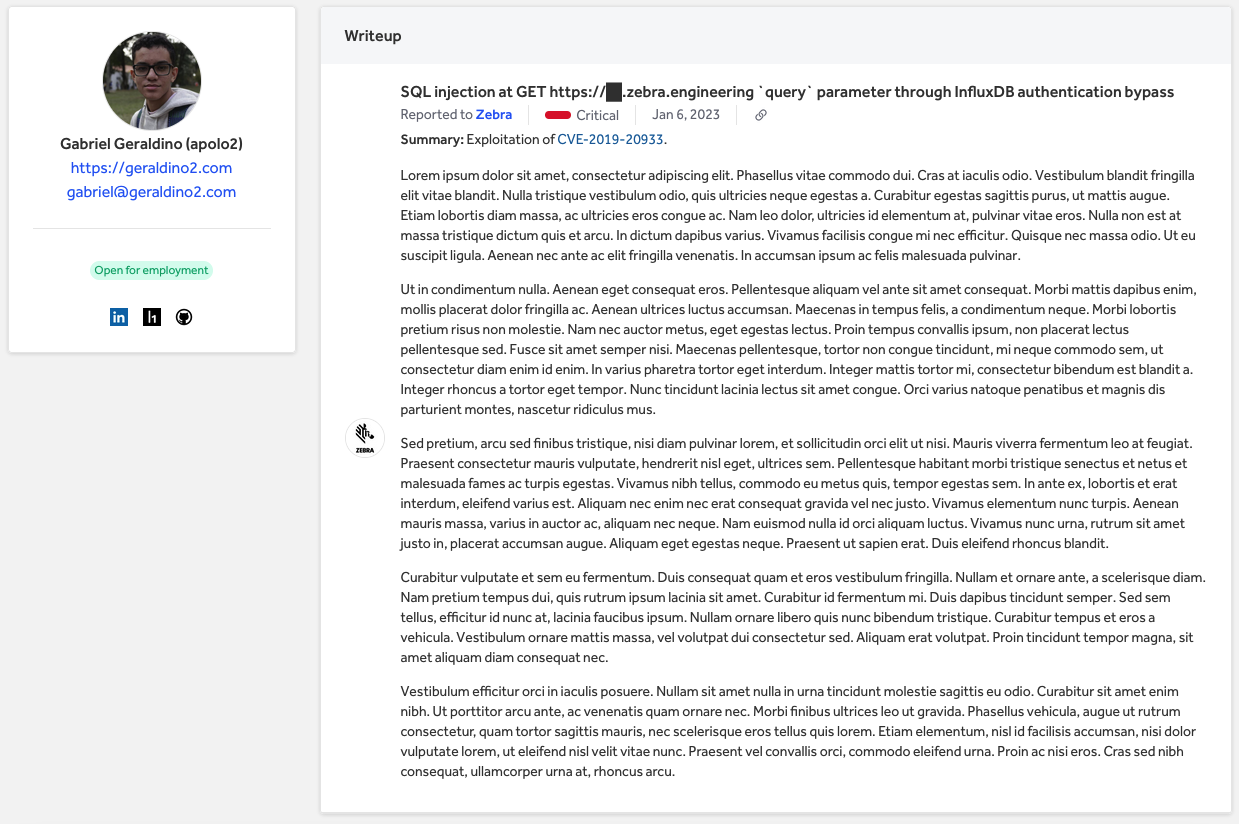 Gabriel Geraldino (apolo2)
https://geraldino2.com
gabriel@geraldino2.com
Open for employment
in
h1
Writeup
SQL injection at GET https://██.zebra.engineering `query` parameter through InfluxDB authentication bypass
Reported to Zebra Critical Jan 6, 2023
Summary: Exploitation of CVE-2019-20933.
Lorem ipsum dolor sit amet, consectetur adipiscing elit. Phasellus vitae commodo dui. Cras at iaculis odio. Vestibulum blandit fringilla
elit vitae blandit. Nulla tristique vestibulum odio, quis ultricies neque egestas a. Curabitur egestas sagittis purus, ut mattis augue.
Etiam lobortis diam massa, ac ultricies eros congue ac. Nam leo dolor, ultricies id elementum at, pulvinar vitae eros. Nulla non est at
massa tristique dictum quis et arcu. In dictum dapibus varius. Vivamus facilisis congue mi nec efficitur. Quisque nec massa odio. Ut eu
suscipit ligula. Aenean nec ante ac elit fringilla venenatis. In accumsan ipsum ac felis malesuada pulvinar.
Ut in condimentum nulla. Aenean eget consequat eros. Pellentesque aliquam vel ante sit amet consequat. Morbi mattis dapibus enim,
mollis placerat dolor fringilla ac. Aenean ultrices luctus accumsan. Maecenas in tempus felis, a condimentum neque. Morbi lobortis
pretium risus non molestie. Nam nec auctor metus, eget egestas lectus. Proin tempus convallis ipsum, non placerat lectus
pellentesque sed. Fusce sit amet semper nisi. Maecenas pellentesque, tortor non congue tincidunt, mi neque commodo sem, ut
consectetur diam enim id enim. In varius pharetra tortor eget interdum. Integer mattis tortor mi, consectetur bibendum est blandit a.
Integer rhoncus a tortor eget tempor. Nunc tincidunt lacinia lectus sit amet congue. Orci varius natoque penatibus et magnis dis
parturient montes, nascetur ridiculus mus.
ZEBRA
Sed pretium, arcu sed finibus tristique, nisi diam pulvinar lorem, et sollicitudin orci elit ut nisi. Mauris viverra fermentum leo at feugiat.
Praesent consectetur mauris vulputate, hendrerit nisl eget, ultrices sem. Pellentesque habitant morbi tristique senectus et netus et
malesuada fames ac turpis egestas. Vivamus nibh tellus, commodo eu metus quis, tempor egestas sem. In ante ex, lobortis et erat
interdum, eleifend varius est. Aliquam nec enim nec erat consequat gravida vel nec justo. Vivamus elementum nunc turpis. Aenean
mauris massa, varius in auctor ac, aliquam nec neque. Nam euismod nulla id orci aliquam luctus. Vivamus nunc urna, rutrum sit amet
justo in, placerat accumsan augue. Aliquam eget egestas neque. Praesent ut sapien erat. Duis eleifend rhoncus blandit.
Curabitur vulputate et sem eu fermentum. Duis consequat quam et eros vestibulum fringilla. Nullam et ornare ante, a scelerisque diam.
Nam pretium tempus dui, quis rutrum ipsum lacinia sit amet. Curabitur id fermentum mi. Duis dapibus tincidunt semper. Sed sem
tellus, efficitur id nunc at, lacinia faucibus ipsum. Nullam ornare libero quis nunc bibendum tristique. Curabitur tempus et eros a
vehicula. Vestibulum ornare mattis massa, vel volutpat dui consectetur sed. Aliquam erat volutpat. Proin tincidunt tempor magna, sit
amet aliquam diam consequat nec.
Vestibulum efficitur orci in iaculis posuere. Nullam sit amet nulla in urna tincidunt molestie sagittis eu odio. Curabitur sit amet enim
nibh. Ut porttitor arcu ante, ac venenatis quam ornare nec. Morbi finibus ultrices leo ut gravida. Phasellus vehicula, augue ut rutrum
consectetur, quam tortor sagittis mauris, nec scelerisque eros tellus quis lorem. Etiam elementum, nisl id facilisis accumsan, nisi dolor
vulputate lorem, ut eleifend nisl velit vitae nunc. Praesent vel convallis orci, commodo eleifend urna. Proin ac nisi eros. Cras sed nibh
consequat, ullamcorper urna at, rhoncus arcu.